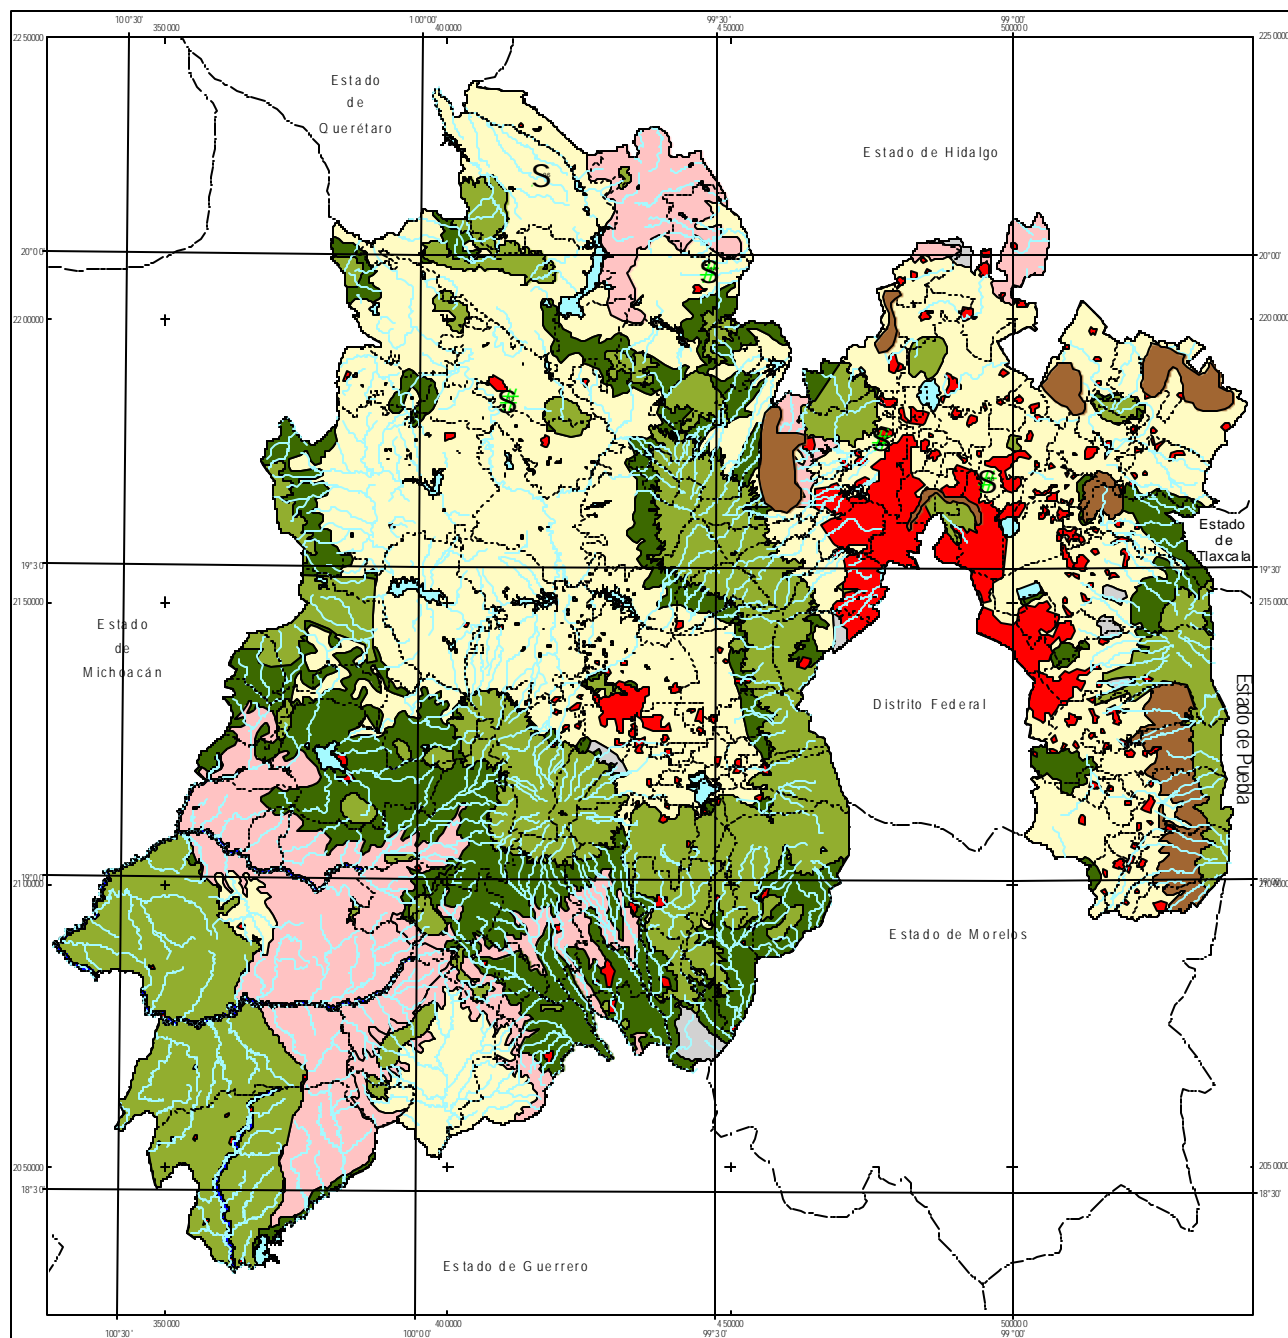 100°30'
100°00'
99°30'
99°00'
350000
400000
450000
500000
2250000
2250000
Estado
de
Querétaro
Estado de Hidalgo
S
20°00'
20°00'
$
2200000
2200000
$
$
$
Estado
de
Tlaxcala
19°30'
19°30'
2150000
2150000
Estado
de
Michoacán
Distrito Federal
Estado de Puebla
19°00'
2100000
Estado de Morelos
2050000
2050000
18°30'
18°30'
Estado de Guerrero
350000
400000
450000
500000
100°30'
100°00'
99°30'
99°00'